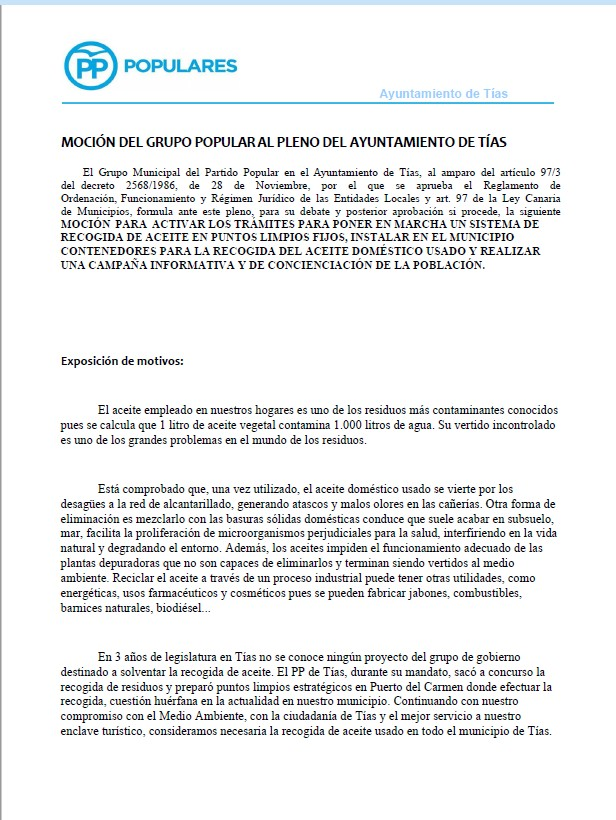 PP POPULARES
Ayuntamiento de Tías
MOCIÓN DEL GRUPO POPULAR AL PLENO DEL AYUNTAMIENTO DE TÍAS
El Grupo Municipal del Partido Popular en el Ayuntamiento de Tías, al amparo del artículo 97/3
del decreto 2568/1986, de 28 de Noviembre, por el que se aprueba el Reglamento de
Ordenación, Funcionamiento y Régimen Jurídico de las Entidades Locales y art. 97 de la Ley Canaria
de Municipios, formula ante este pleno, para su debate y posterior aprobación si procede, la siguiente
MOCIÓN PARA ACTIVAR LOS TRÁMITES PARA PONER EN MARCHA UN SISTEMA DE
RECOGIDA DE ACEITE EN PUNTOS LIMPIOS FIJOS, INSTALAR EN EL MUNICIPIO
CONTENEDORES PARA LA RECOGIDA DEL ACEITE DOMÉSTICO USADO Y REALIZAR
UNA CAMPAÑA INFORMATIVA Y DE CONCIENCIACIÓN DE LA POBLACIÓN.
Exposición de motivos:
El aceite empleado en nuestros hogares es uno de los residuos más contaminantes conocidos
pues se calcula que 1 litro de aceite vegetal contamina 1.000 litros de agua. Su vertido incontrolado
es uno de los grandes problemas en el mundo de los residuos.
Está comprobado que, una vez utilizado, el aceite doméstico usado se vierte por los
desagües a la red de alcantarillado, generando atascos y malos olores en las cañerías. Otra forma de
eliminación es mezclarlo con las basuras sólidas domésticas conduce que suele acabar en subsuelo,
mar, facilita la proliferación de microorganismos perjudiciales para la salud, interfiriendo en la vida
natural y degradando el entorno. Además, los aceites impiden el funcionamiento adecuado de las
plantas depuradoras que no son capaces de eliminarlos y terminan siendo vertidos al medio
ambiente. Reciclar el aceite a través de un proceso industrial puede tener otras utilidades, como
energéticas, usos farmacéuticos y cosméticos pues se pueden fabricar jabones, combustibles,
barnices naturales, biodiésel...
En 3 años de legislatura en Tías no se conoce ningún proyecto del grupo de gobierno
destinado a solventar la recogida de aceite. El PP de Tías, durante su mandato, sacó a concurso la
recogida de residuos y preparó puntos limpios estratégicos en Puerto del Carmen donde efectuar la
recogida, cuestión huérfana en la actualidad en nuestro municipio. Continuando con nuestro
compromiso con el Medio Ambiente, con la ciudadanía de Tías y el mejor servicio a nuestro
enclave turístico, consideramos necesaria la recogida de aceite usado en todo el municipio de Tías.